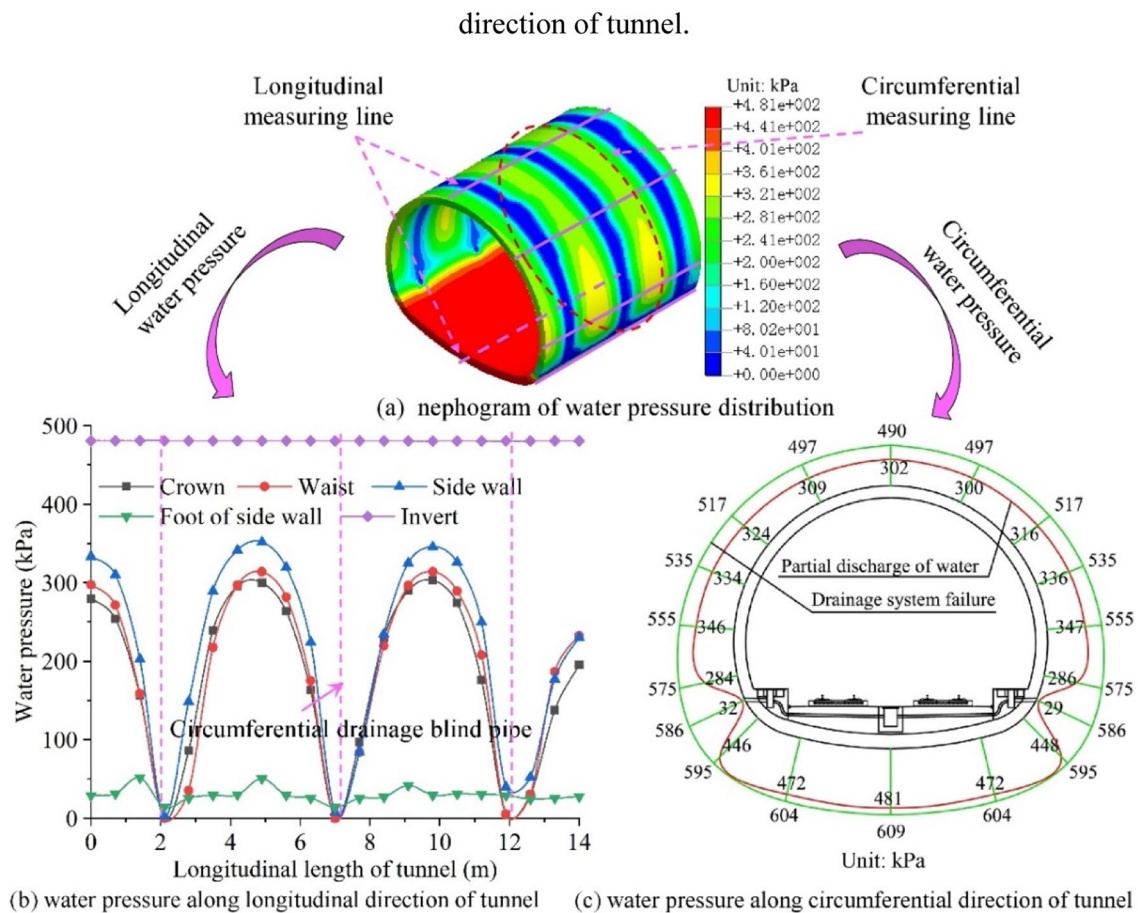 direction of tunnel.
Longitudinal
measuring line
Unit: kPa
Circumferential
measuring line
+4.81e+002
+4.41e+002
+4.01e+002
+3.61e+002
+3.21e+002
+2.81e+002
+2.41e+002
+2.00e+002
+1.60e+002
+1.20e+002
+8.02e+001
+4.01e+001
+0.00e+000
Longitudinal
water pressure
Circumferential
water pressure
(a) nephogram of water pressure distribution
Water pressure (kPa)
500
400
300
200
100
0
Crown
Waist
Side wall
Foot of side wall
Invert
Circumferential drainage blind pipe
0 2 4 6 8 10 12 14
Longitudinal length of tunnel (m)
(b) water pressure along longitudinal direction of tunnel
497 490 497
309 302 300
517 517
324 316
535 535
334 336
Partial discharge of water
Drainage system failure
555 555
346 347
575 575
284 286
586 586
32 29
595 595
446 448
472 481 472
604 609 604
Unit: kPa
(c) water pressure along circumferential direction of tunnel